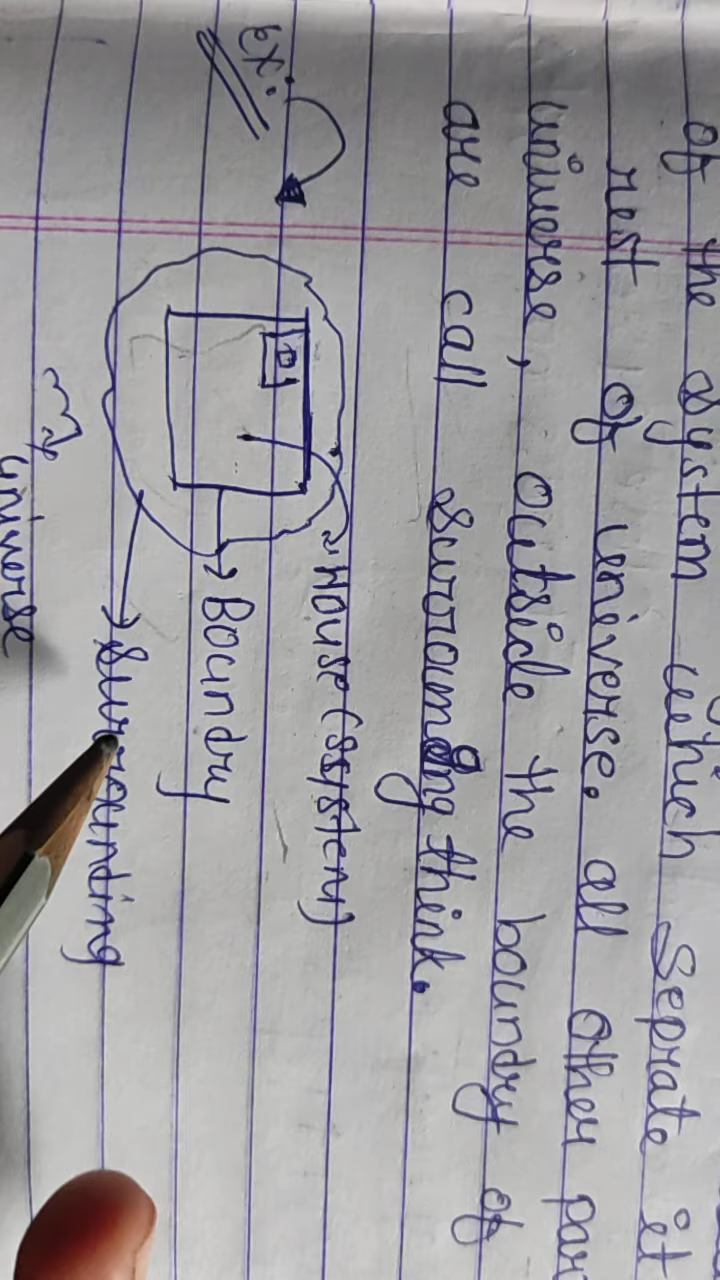 of the system which Seprate it
rest of universe. all other par
universe, outside the boundry of
are call surrounding think.
Ex:
House (System)
Boundry
Surrounding
universe